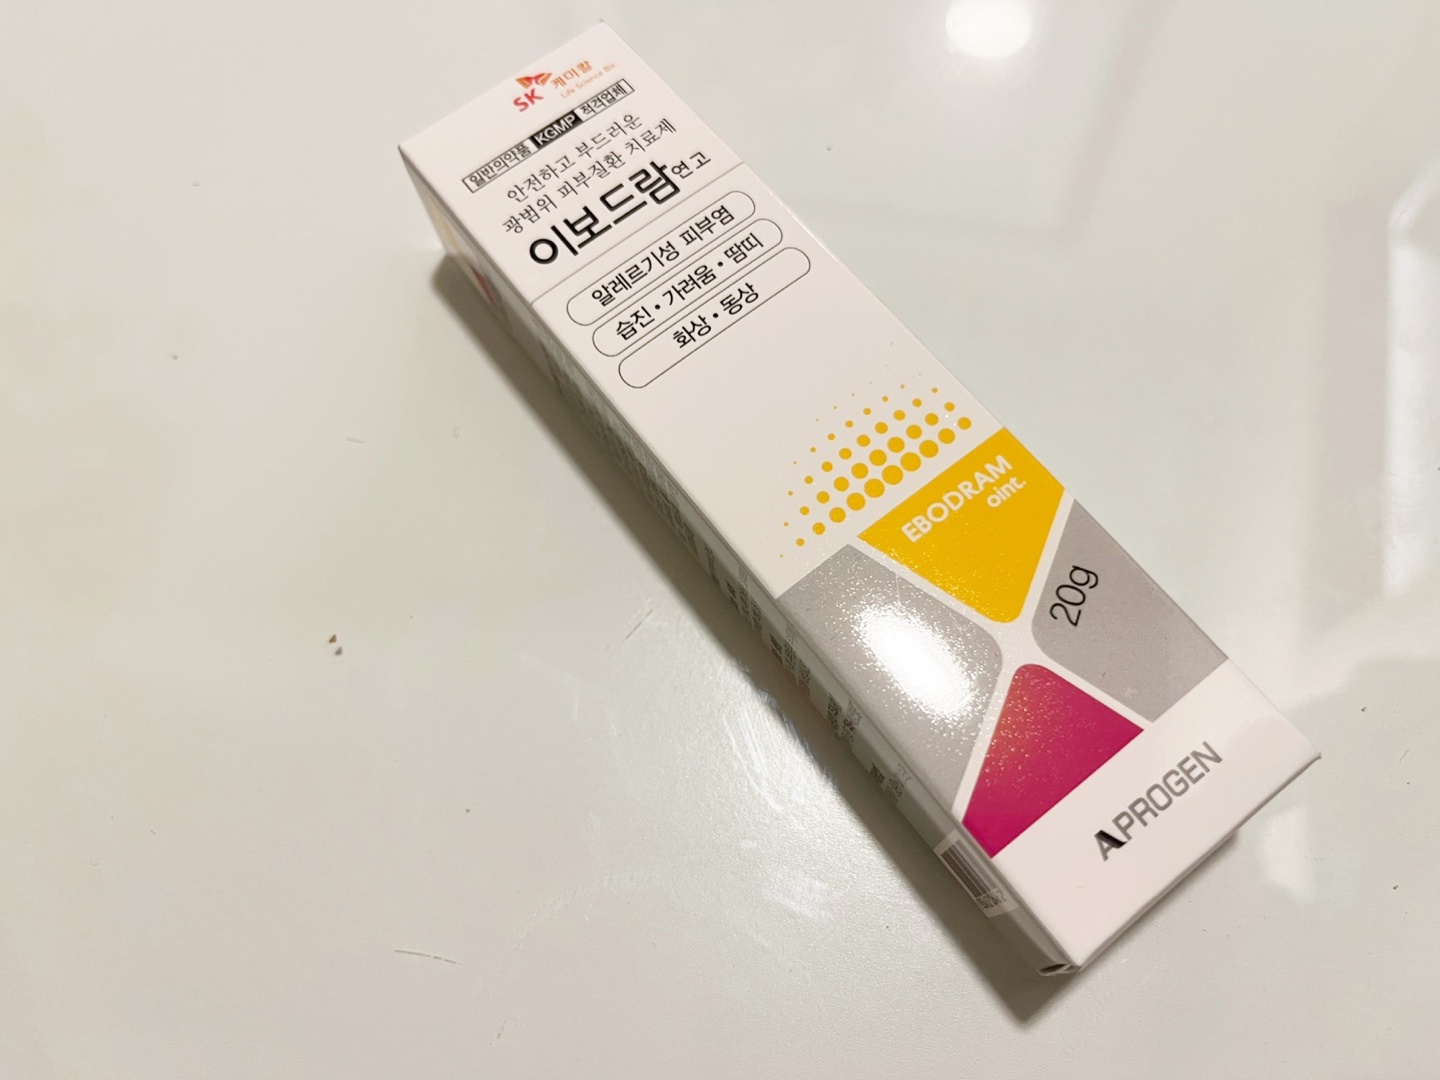 SK 케미칼
Life Science Biz.
일반의약품 KGMP 적격업체
안전하고 부드러운
광범위 피부질환 치료제
이보드람연고
알레르기성 피부염
습진・가려움・땀띠
화상・동상
EBODRAM
oint.
20g
APROGEN